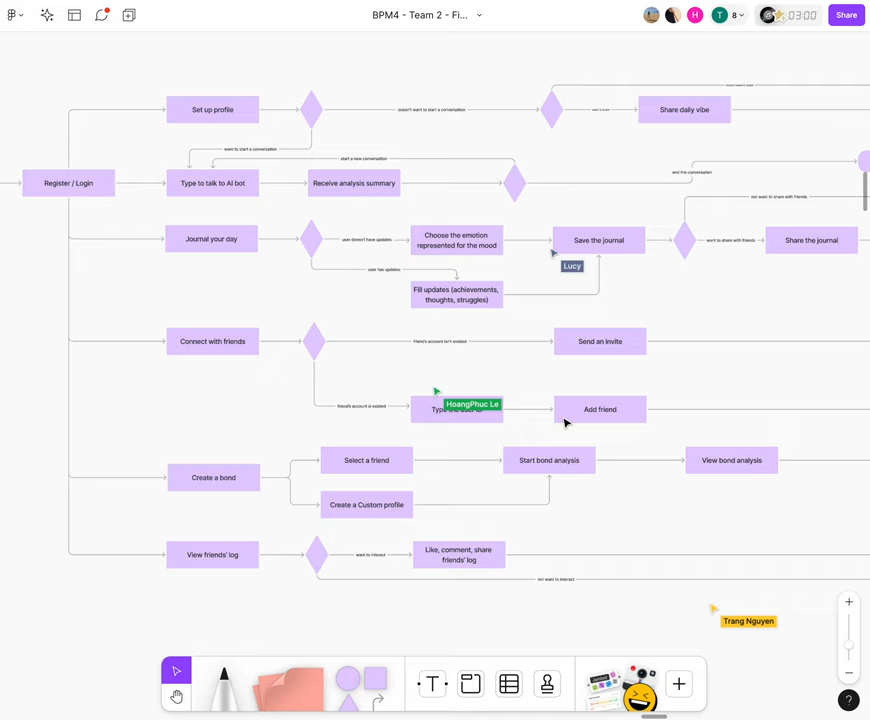 BPM4 - Team 2 - Fi...
H
T
8
03:00
Share
Set up profile
doesn't want to start a conversation
want to share
Share daily vibe
want to start a conversation
start a new conversation
end the conversation
Register / Login
Type to talk to AI bot
Receive analysis summary
not want to share with friends
Journal your day
user doesn't have updates
Choose the emotion
represented for the mood
Save the journal
want to share with friends
Share the journal
Lucy
user has updates
Fill updates (achievements,
thoughts, struggles)
Connect with friends
friend's account isn't existed
Send an invite
friend's account is existed
HoangPhuc Le
Add friend
Select a friend
Start bond analysis
View bond analysis
Create a bond
Create a Custom profile
View friends' log
want to interact
Like, comment, share
friends' log
not want to interact
Trang Nguyen
T
?